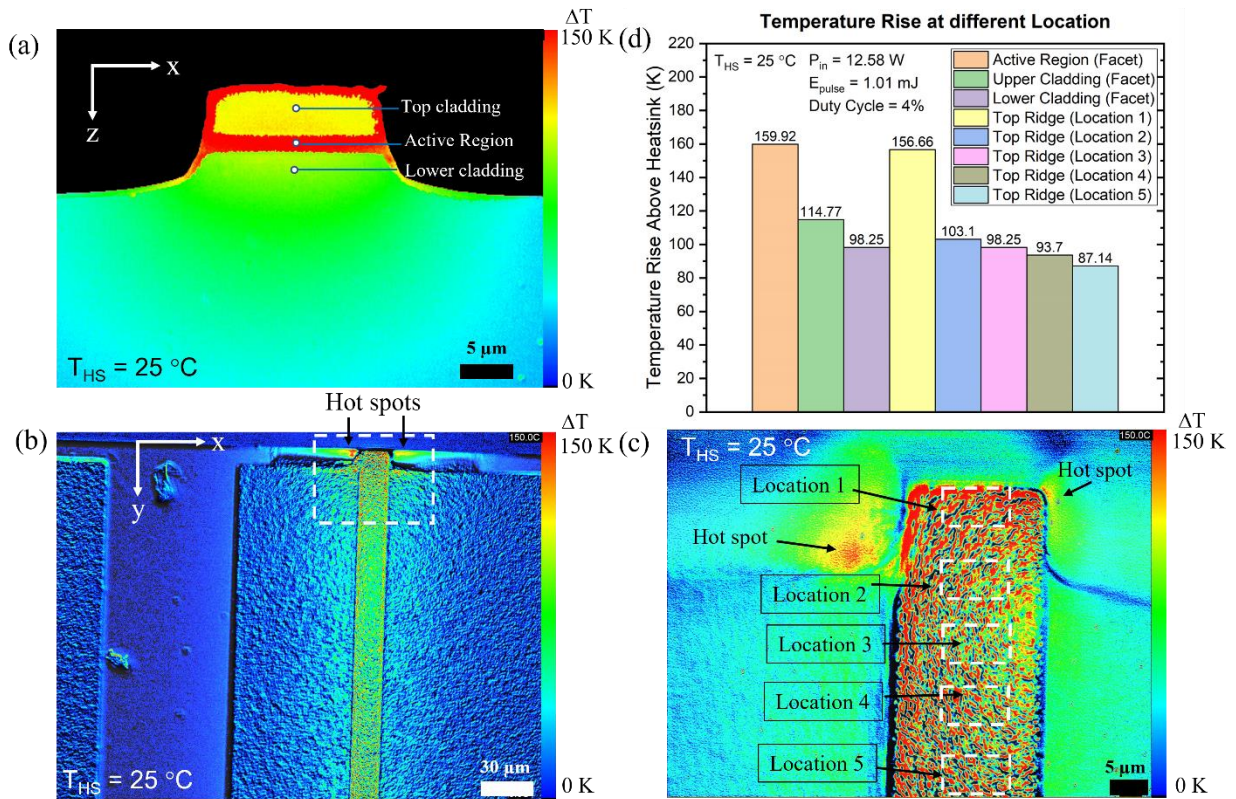 (a)
ΔT
150 K
x
z
Top cladding
Active Region
Lower cladding
5 µm
T_HS = 25 °C
0 K
(d)
Temperature Rise at different Location
Temperature Rise Above Heatsink (K)
220
200
180
160
140
120
100
80
60
40
20
0
T_HS = 25 °C P_in = 12.58 W
E_pulse = 1.01 mJ
Duty Cycle = 4%
Active Region (Facet)
Upper Cladding (Facet)
Lower Cladding (Facet)
Top Ridge (Location 1)
Top Ridge (Location 2)
Top Ridge (Location 3)
Top Ridge (Location 4)
Top Ridge (Location 5)
159.92
114.77
98.25
156.66
103.1
98.25
93.7
87.14
Hot spots
(b)
x
y
150.0C
ΔT
150 K
T_HS = 25 °C
30 µm
0 K
(c)
T_HS = 25 °C
150.0C
ΔT
150 K
Location 1
Hot spot
Hot spot
Location 2
Location 3
Location 4
Location 5
5 µm
0 K